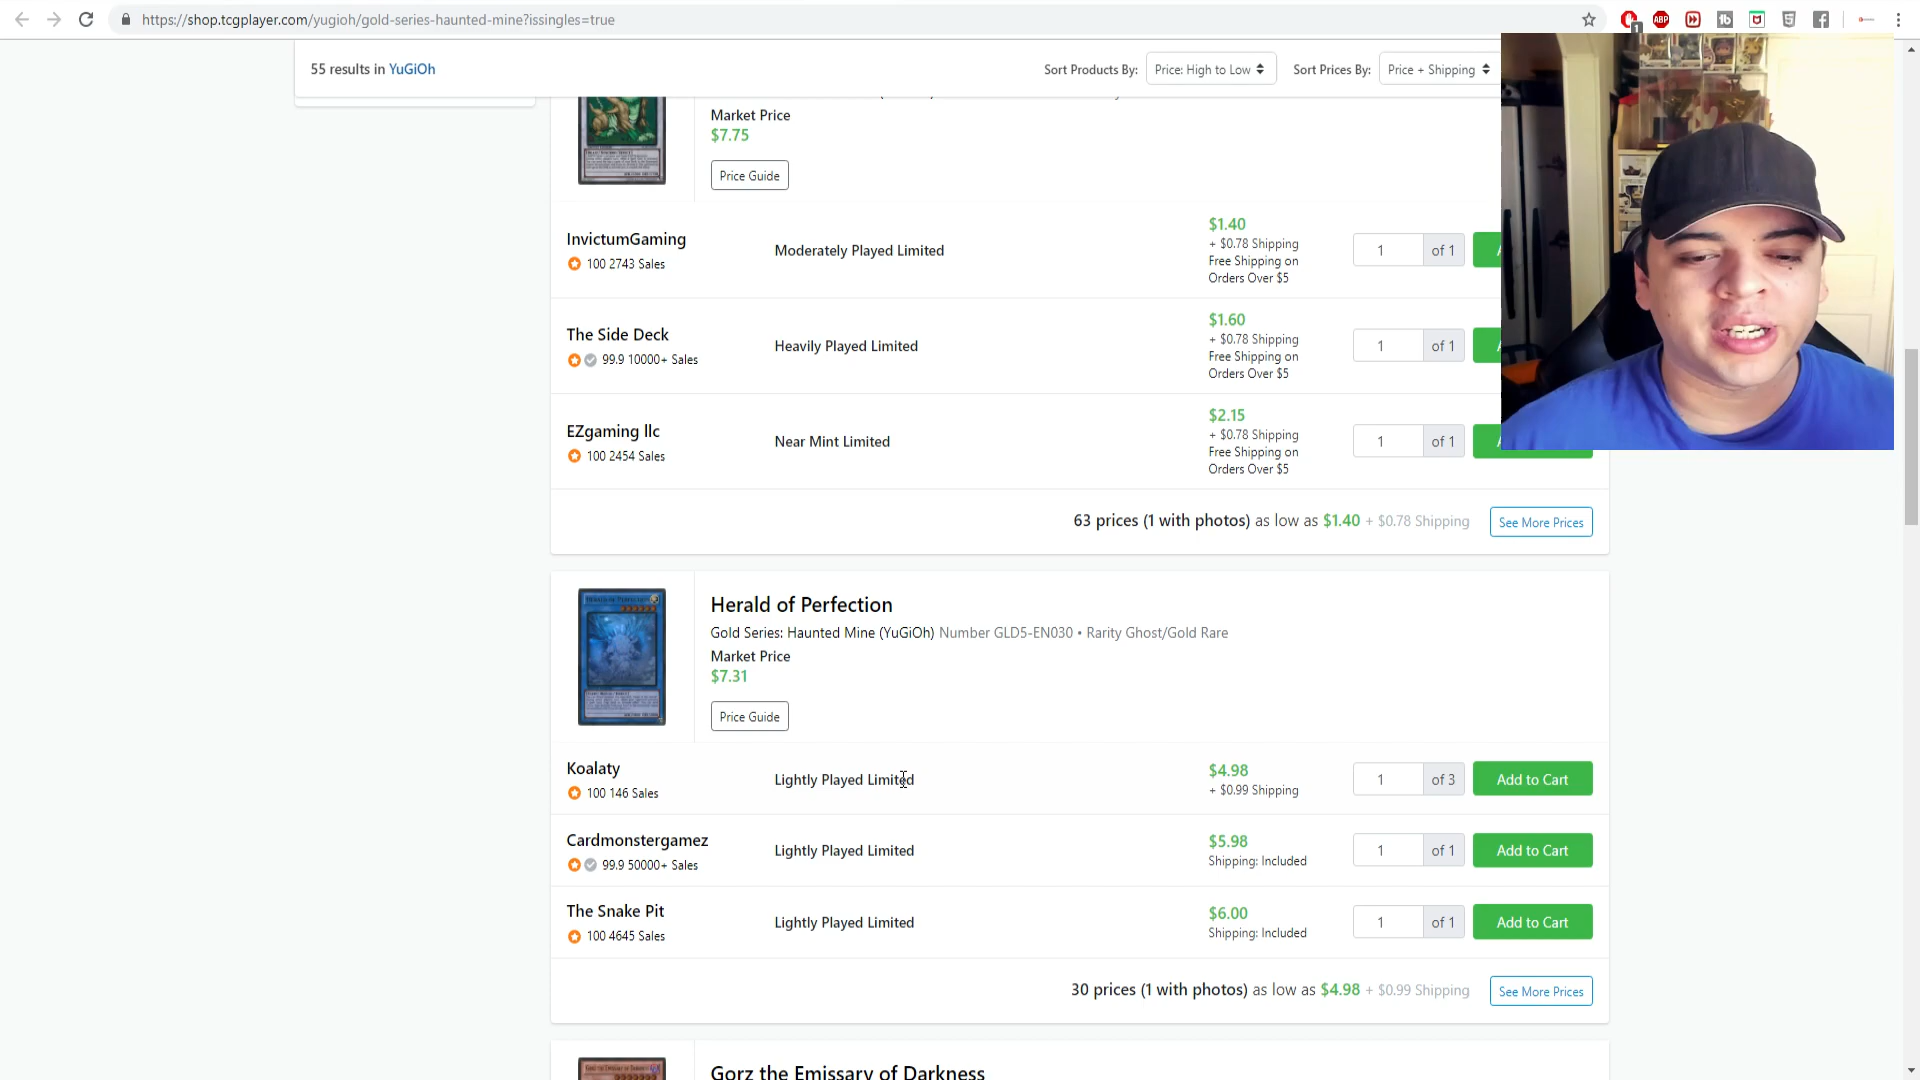 https://shop.tcgplayer.com/yugioh/gold-series-haunted-mine?issingles=true
ABP
1
55 results in YuGiOh
Sort Products By: Price: High to Low
Sort Prices By: Price + Shipping
Market Price
$7.75
Price Guide
InvictumGaming
100 2743 Sales
Moderately Played Limited
$1.40
+ $0.78 Shipping
Free Shipping on
Orders Over $5
1 of 1
The Side Deck
99.9 10000+ Sales
Heavily Played Limited
$1.60
+ $0.78 Shipping
Free Shipping on
Orders Over $5
1 of 1
EZgaming llc
100 2454 Sales
Near Mint Limited
$2.15
+ $0.78 Shipping
Free Shipping on
Orders Over $5
1 of 1
63 prices (1 with photos) as low as $1.40 + $0.78 Shipping
See More Prices
Herald of Perfection
Gold Series: Haunted Mine (YuGiOh) Number GLD5-EN030 • Rarity Ghost/Gold Rare
Market Price
$7.31
Price Guide
Koalaty
100 146 Sales
Lightly Played Limited
$4.98
+ $0.99 Shipping
1 of 3
Add to Cart
Cardmonstergamez
99.9 50000+ Sales
Lightly Played Limited
$5.98
Shipping: Included
1 of 1
Add to Cart
The Snake Pit
100 4645 Sales
Lightly Played Limited
$6.00
Shipping: Included
1 of 1
Add to Cart
30 prices (1 with photos) as low as $4.98 + $0.99 Shipping
See More Prices
Gorz the Emissary of Darkness